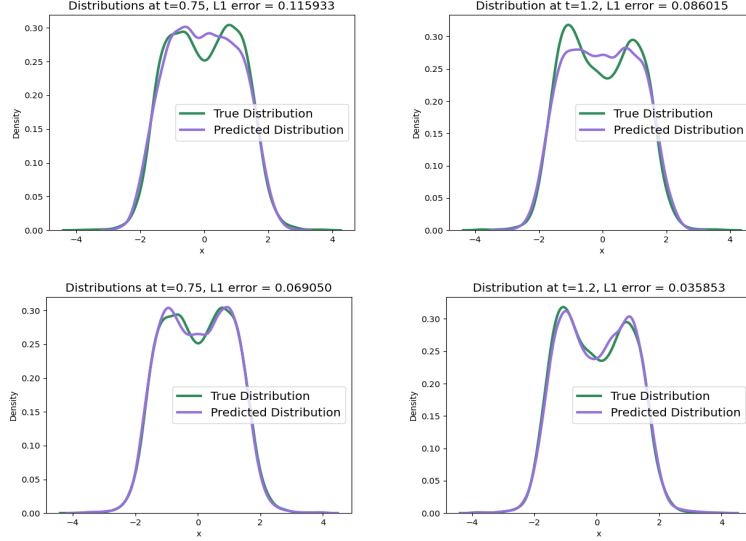 Distributions at t=0.75, L1 error = 0.115933
0.30
0.25
0.20
0.15
0.10
0.05
0.00
Density
True Distribution
Predicted Distribution
−4
−2
0
2
4
x
Distribution at t=1.2, L1 error = 0.086015
0.30
0.25
0.20
0.15
0.10
0.05
0.00
Density
True Distribution
Predicted Distribution
−4
−2
0
2
4
x
Distributions at t=0.75, L1 error = 0.069050
0.30
0.25
0.20
0.15
0.10
0.05
0.00
Density
True Distribution
Predicted Distribution
−4
−2
0
2
4
x
Distribution at t=1.2, L1 error = 0.035853
0.30
0.25
0.20
0.15
0.10
0.05
0.00
Density
True Distribution
Predicted Distribution
−4
−2
0
2
4
x